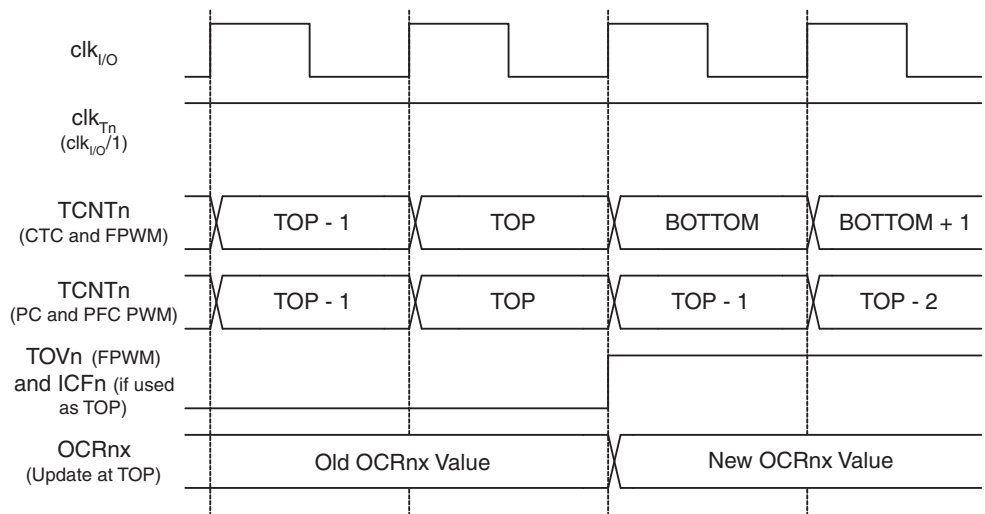 clkI/O
clkTn
(clkI/O/1)
TCNTn
(CTC and FPWM)
TOP - 1
TOP
BOTTOM
BOTTOM + 1
TCNTn
(PC and PFC PWM)
TOP - 1
TOP
TOP - 1
TOP - 2
TOVn (FPWM)
and ICFn (if used
as TOP)
OCRnx
(Update at TOP)
Old OCRnx Value
New OCRnx Value